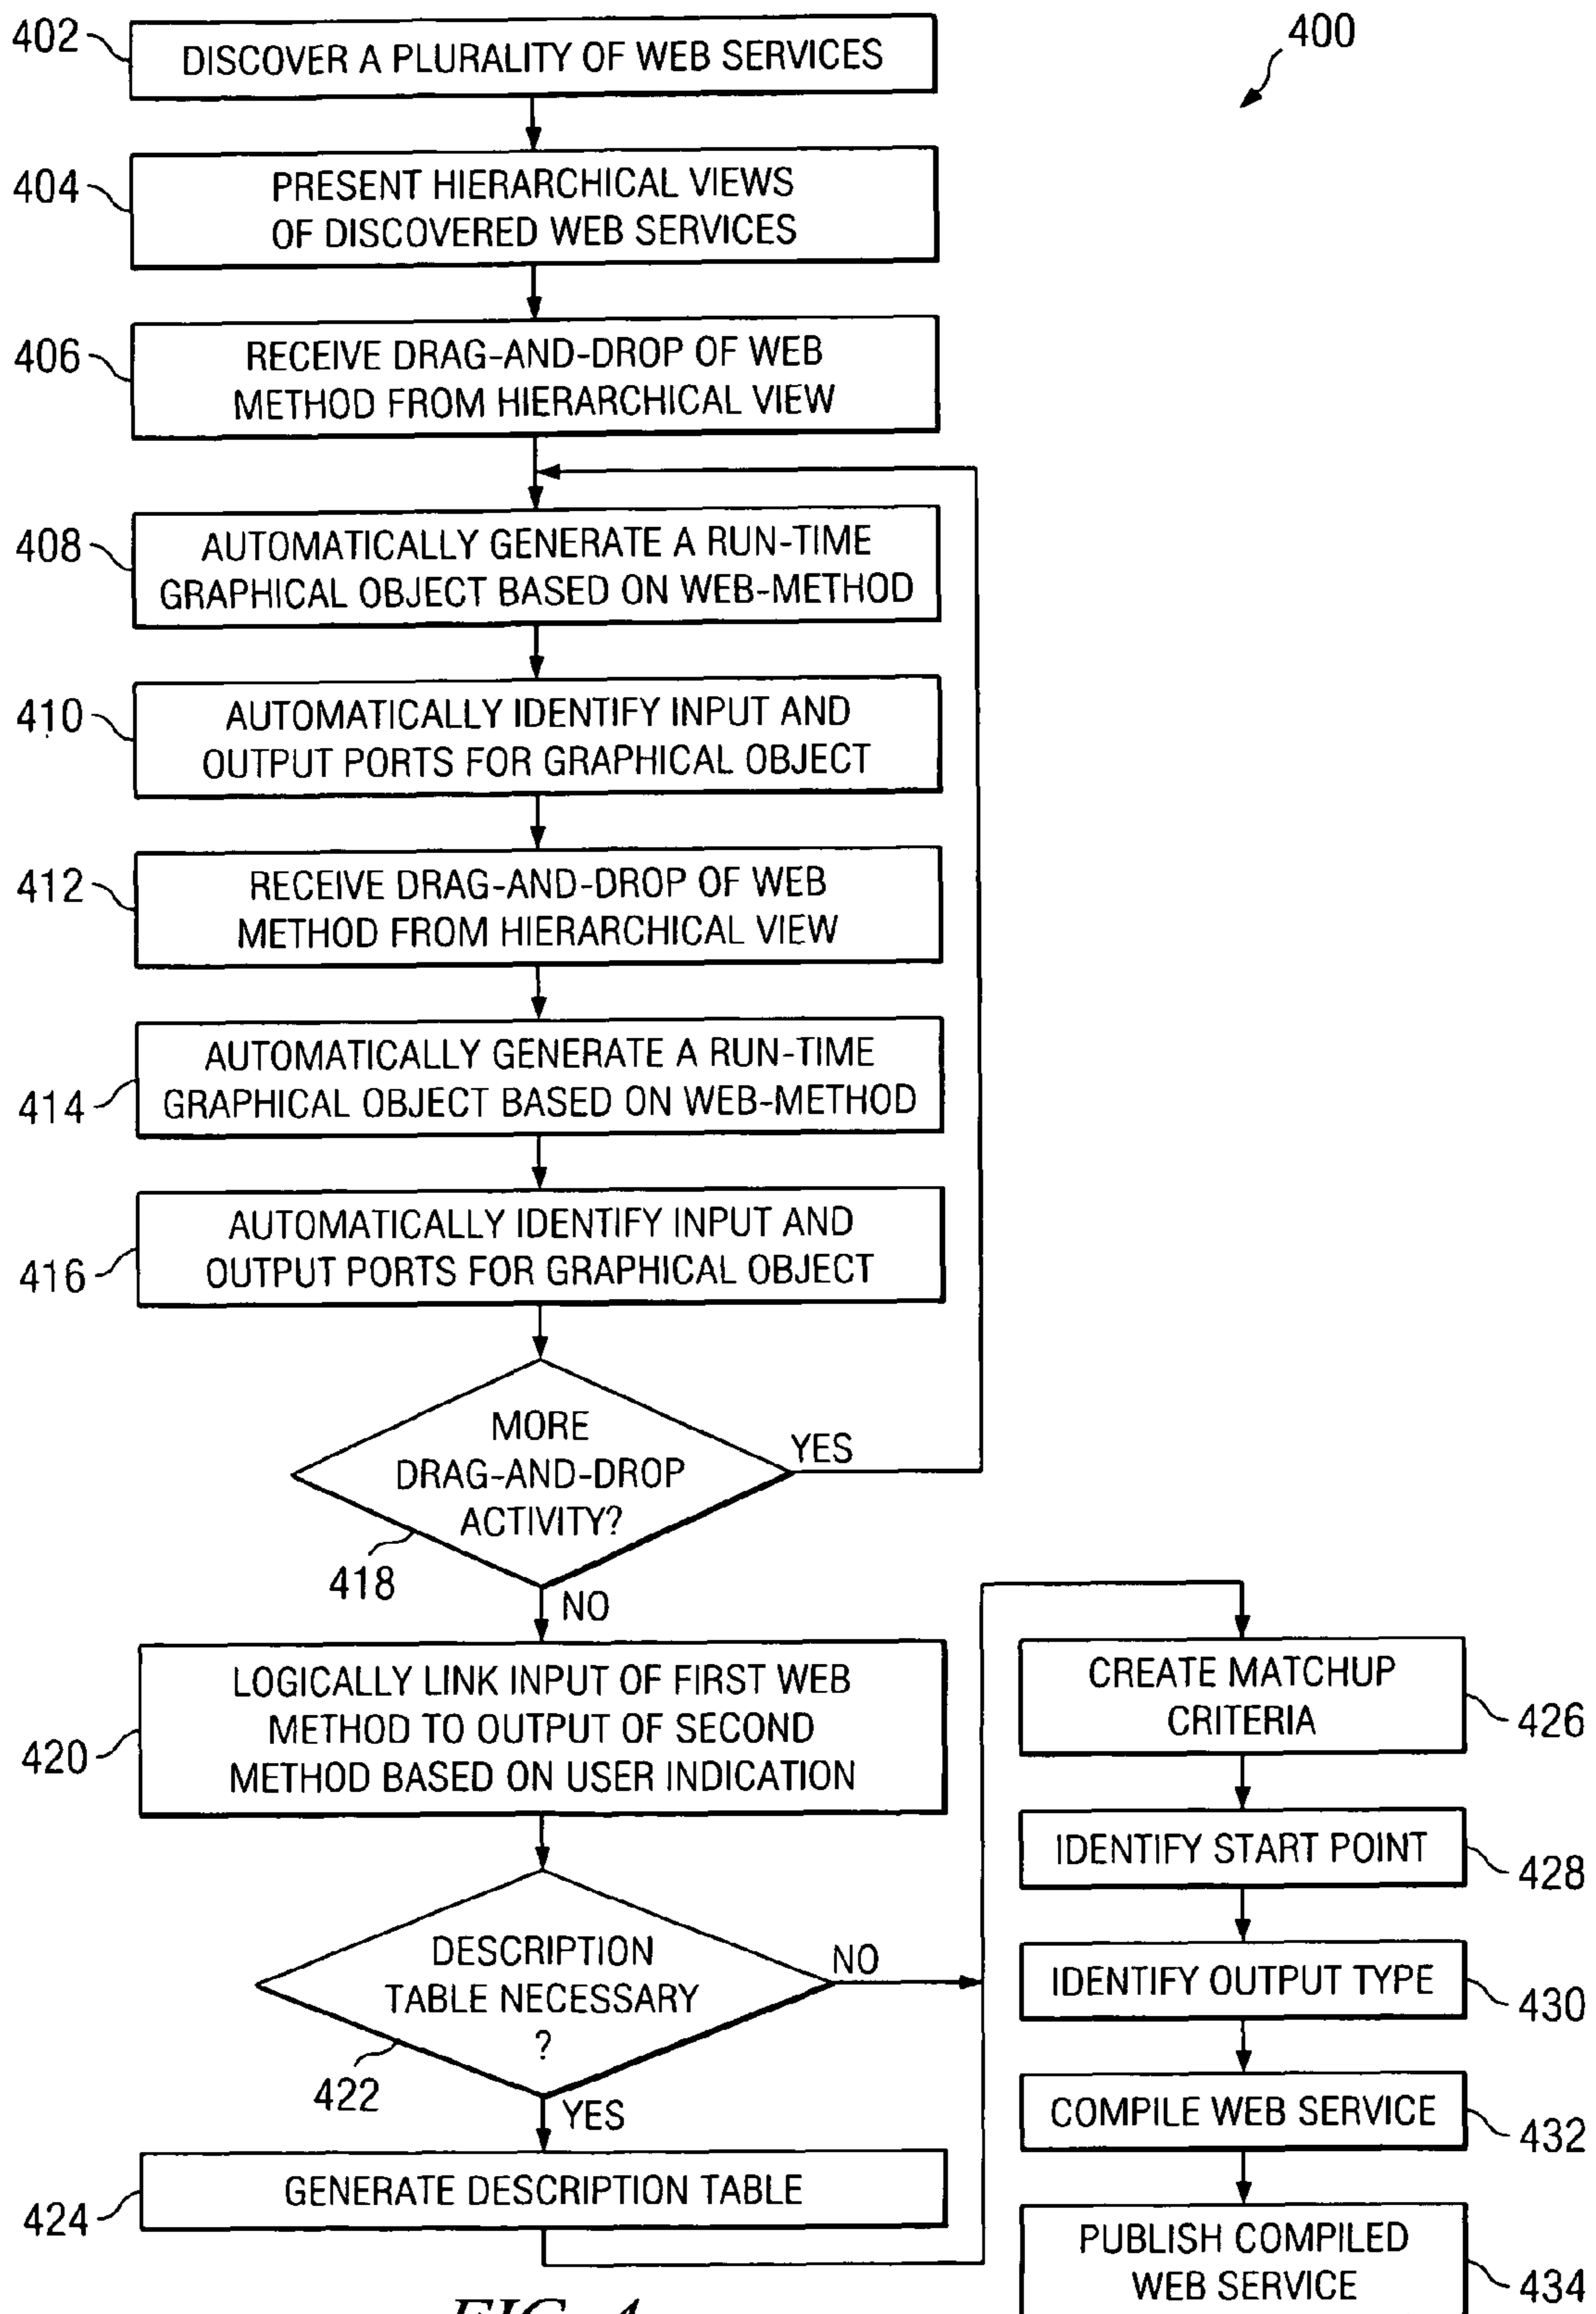 400
402
DISCOVER A PLURALITY OF WEB SERVICES
404
PRESENT HIERARCHICAL VIEWS
OF DISCOVERED WEB SERVICES
406
RECEIVE DRAG-AND-DROP OF WEB
METHOD FROM HIERARCHICAL VIEW
408
AUTOMATICALLY GENERATE A RUN-TIME
GRAPHICAL OBJECT BASED ON WEB-METHOD
410
AUTOMATICALLY IDENTIFY INPUT AND
OUTPUT PORTS FOR GRAPHICAL OBJECT
412
RECEIVE DRAG-AND-DROP OF WEB
METHOD FROM HIERARCHICAL VIEW
414
AUTOMATICALLY GENERATE A RUN-TIME
GRAPHICAL OBJECT BASED ON WEB-METHOD
416
AUTOMATICALLY IDENTIFY INPUT AND
OUTPUT PORTS FOR GRAPHICAL OBJECT
MORE
DRAG-AND-DROP
ACTIVITY?
YES
418
NO
420
LOGICALLY LINK INPUT OF FIRST WEB
METHOD TO OUTPUT OF SECOND
METHOD BASED ON USER INDICATION
DESCRIPTION
TABLE NECESSARY
?
NO
422
YES
424
GENERATE DESCRIPTION TABLE
CREATE MATCHUP
CRITERIA
426
IDENTIFY START POINT
428
IDENTIFY OUTPUT TYPE
430
COMPILE WEB SERVICE
432
PUBLISH COMPILED
WEB SERVICE
434
FIG. 4